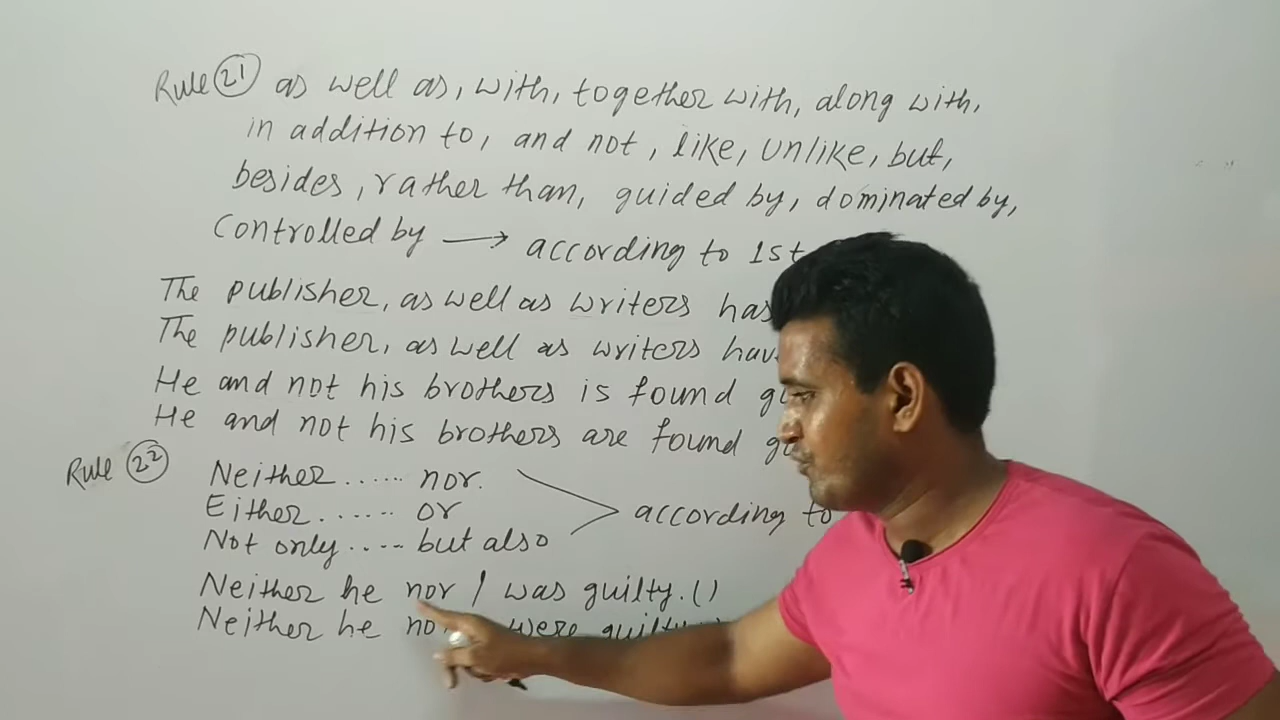 Rule 21 as well as, with, together with, along with,
in addition to, and not, like, unlike, but,
besides, rather than, guided by, dominated by,
Controlled by → according to 1st
The publisher, as well as writers has
The publisher, as well as writers
He and not his brothers is found
He and not his brothers are found
Rule 22 Neither ...... nor.
Either ...... or
Not only ..... but also
according to
Neither he nor I was guilty. ()
Neither he were guilty